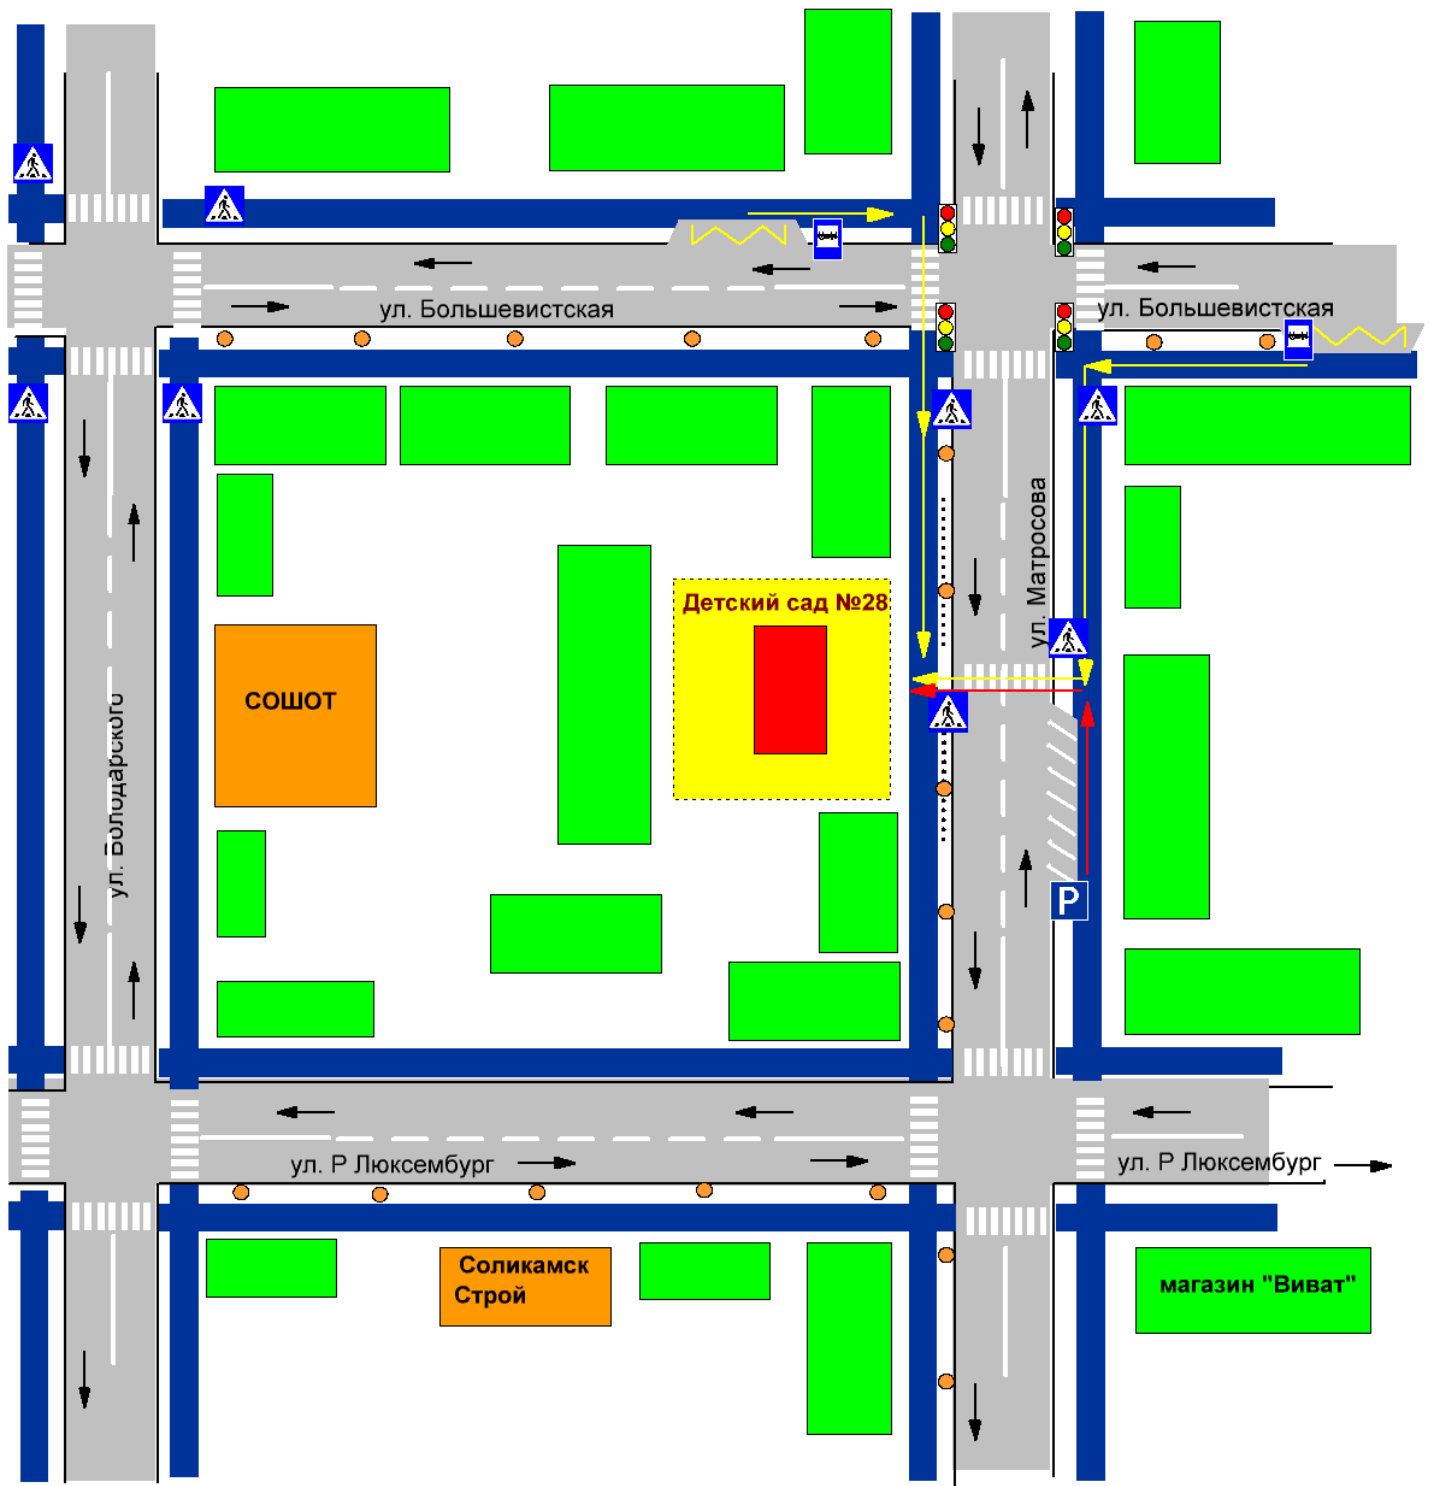 ул. Большевистская
ул. Большевистская
ул. Матросова
Детский сад №28
СОШОТ
ул. Володарского
P
ул. Р Люксембург
ул. Р Люксембург
Соликамск
Строй
магазин "Виват"